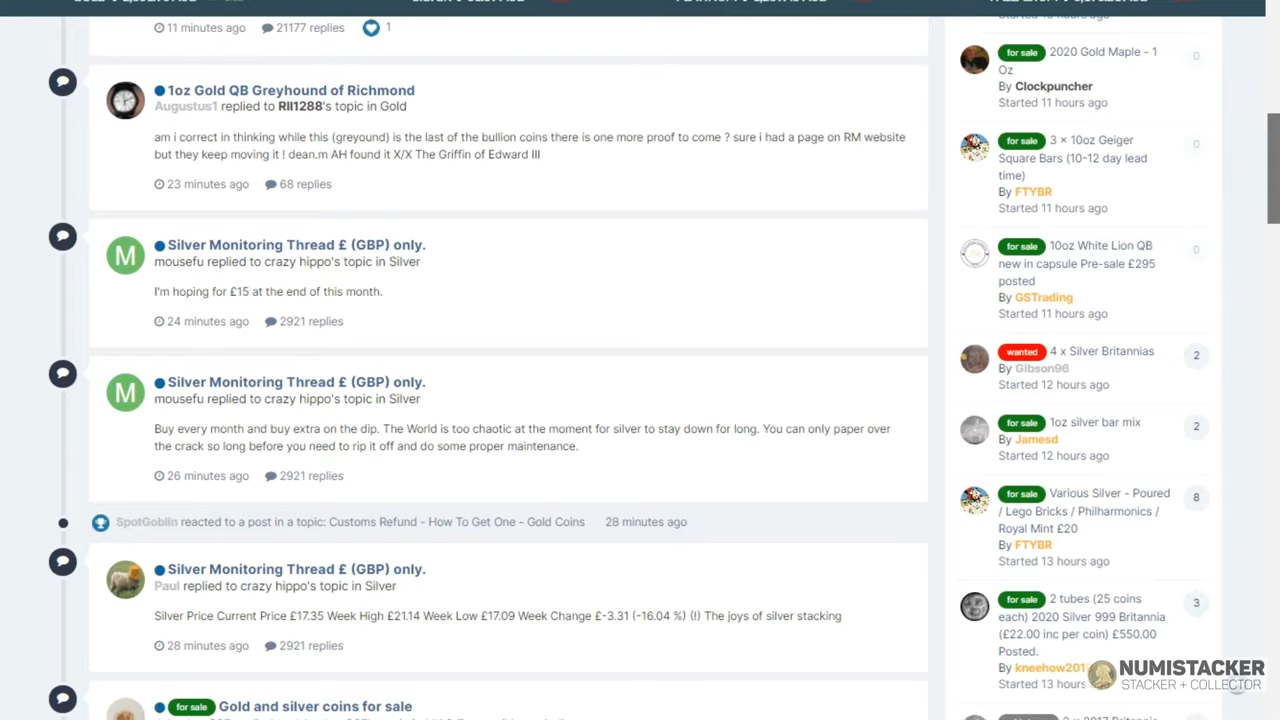 11 minutes ago 21177 replies 1
1oz Gold QB Greyhound of Richmond
Augustus1 replied to RII1288's topic in Gold
am i correct in thinking while this (greyound) is the last of the bullion coins there is one more proof to come ? sure i had a page on RM website
but they keep moving it ! dean.m AH found it X/X The Griffin of Edward III
23 minutes ago 68 replies
M
Silver Monitoring Thread £ (GBP) only.
mousefu replied to crazy hippo's topic in Silver
I'm hoping for £15 at the end of this month.
24 minutes ago 2921 replies
M
Silver Monitoring Thread £ (GBP) only.
mousefu replied to crazy hippo's topic in Silver
Buy every month and buy extra on the dip. The World is too chaotic at the moment for silver to stay down for long. You can only paper over
the crack so long before you need to rip it off and do some proper maintenance.
26 minutes ago 2921 replies
SpotGoblin reacted to a post in a topic: Customs Refund - How To Get One - Gold Coins 28 minutes ago
Silver Monitoring Thread £ (GBP) only.
Paul replied to crazy hippo's topic in Silver
Silver Price Current Price £17.35 Week High £21.14 Week Low £17.09 Week Change £-3.31 (-16.04 %) (!) The joys of silver stacking
28 minutes ago 2921 replies
for sale Gold and silver coins for sale
for sale 2020 Gold Maple - 1 0
Oz
By Clockpuncher
Started 11 hours ago
for sale 3 x 10oz Geiger 0
Square Bars (10-12 day lead
time)
By FTYBR
Started 11 hours ago
for sale 10oz White Lion QB 0
new in capsule Pre-sale £295
posted
By GSTrading
Started 11 hours ago
wanted 4 x Silver Britannias 2
By Gibson96
Started 12 hours ago
for sale 1oz silver bar mix 2
By Jamesd
Started 12 hours ago
for sale Various Silver - Poured 8
/ Lego Bricks / Philharmonics /
Royal Mint £20
By FTYBR
Started 13 hours ago
for sale 2 tubes (25 coins 3
each) 2020 Silver 999 Britannia
(£22.00 inc per coin) £550.00
Posted.
By kneehow201
Started 13 hours
NUMISTACKER
STACKER + COLLECTOR